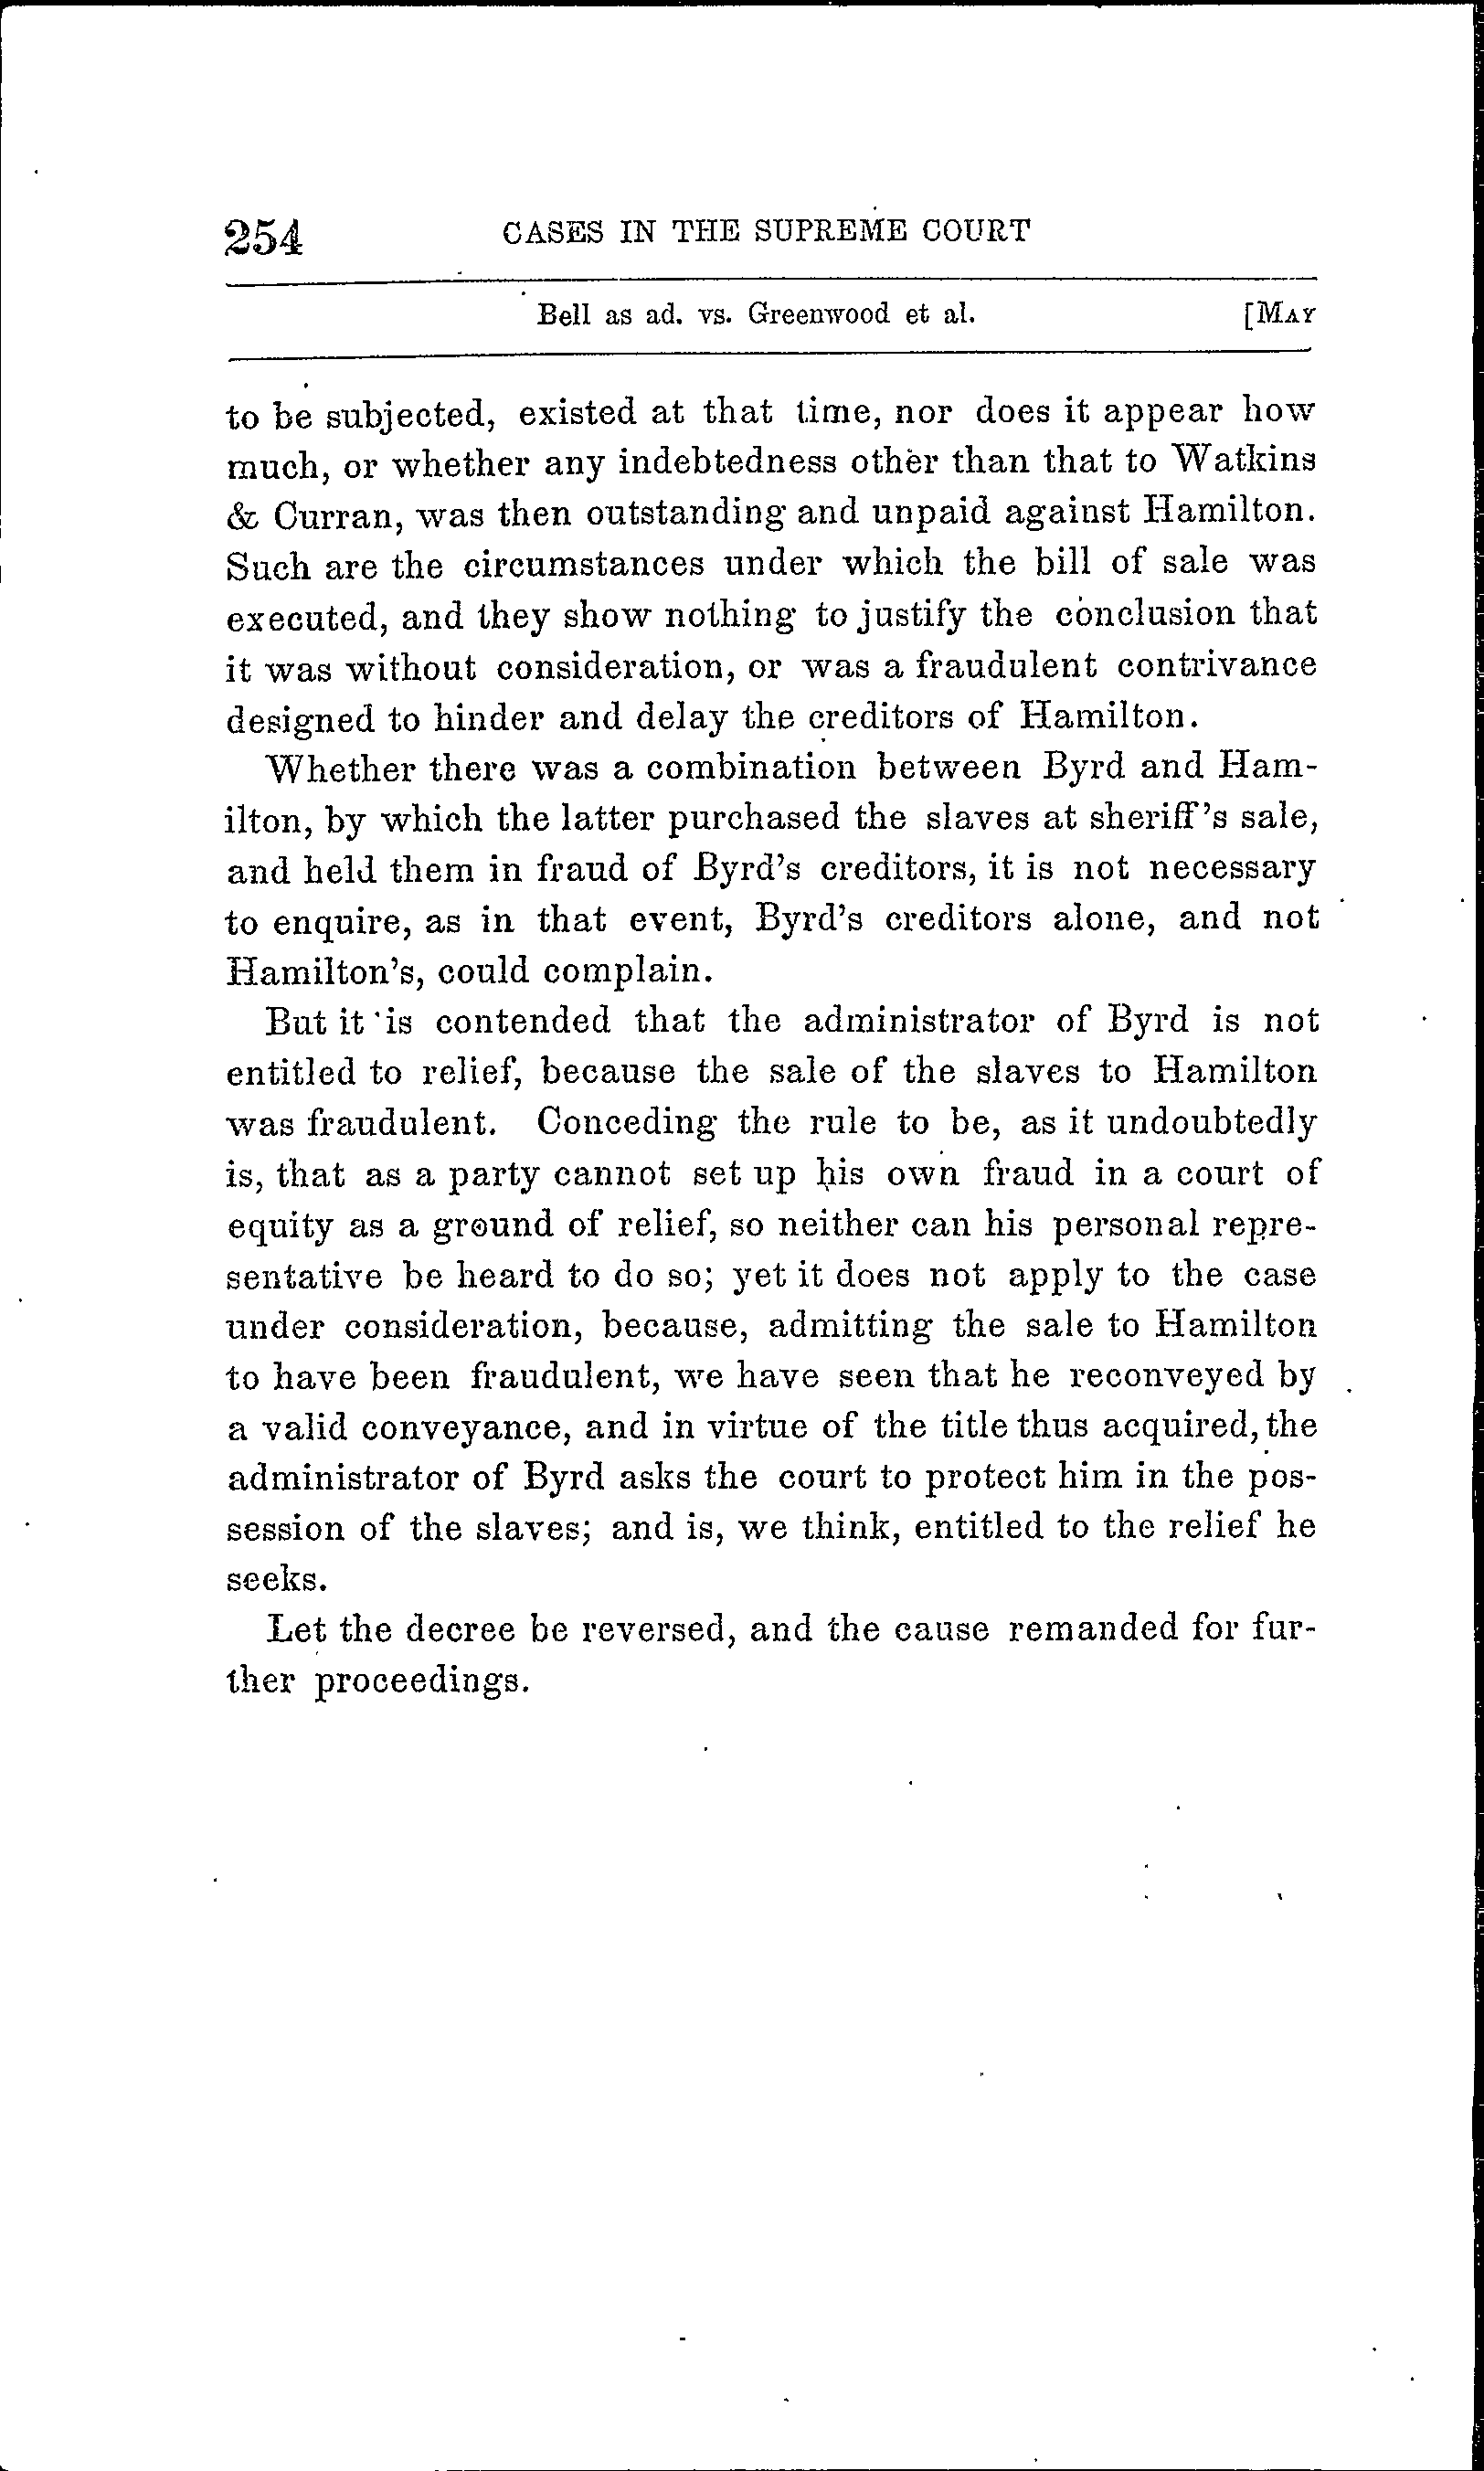 254 CASES IN THE SUPREME COURT
Bell as ad. vs. Greenwood et al. [MAY
to be subjected, existed at that time, nor does it appear how
much, or whether any indebtedness other than that to Watkins
& Curran, was then outstanding and unpaid against Hamilton.
Such are the circumstances under which the bill of sale was
executed, and they show nothing to justify the conclusion that
it was without consideration, or was a fraudulent contrivance
designed to hinder and delay the creditors of Hamilton.
Whether there was a combination between Byrd and Ham-
ilton, by which the latter purchased the slaves at sheriff's sale,
and held them in fraud of Byrd's creditors, it is not necessary
to enquire, as in that event, Byrd's creditors alone, and not
Hamilton's, could complain.
But it is contended that the administrator of Byrd is not
entitled to relief, because the sale of the slaves to Hamilton
was fraudulent. Conceding the rule to be, as it undoubtedly
is, that as a party cannot set up his own fraud in a court of
equity as a ground of relief, so neither can his personal repre-
sentative be heard to do so; yet it does not apply to the case
under consideration, because, admitting the sale to Hamilton
to have been fraudulent, we have seen that he reconveyed by
a valid conveyance, and in virtue of the title thus acquired, the
administrator of Byrd asks the court to protect him in the pos-
session of the slaves; and is, we think, entitled to the relief he
seeks.
Let the decree be reversed, and the cause remanded for fur-
ther proceedings.